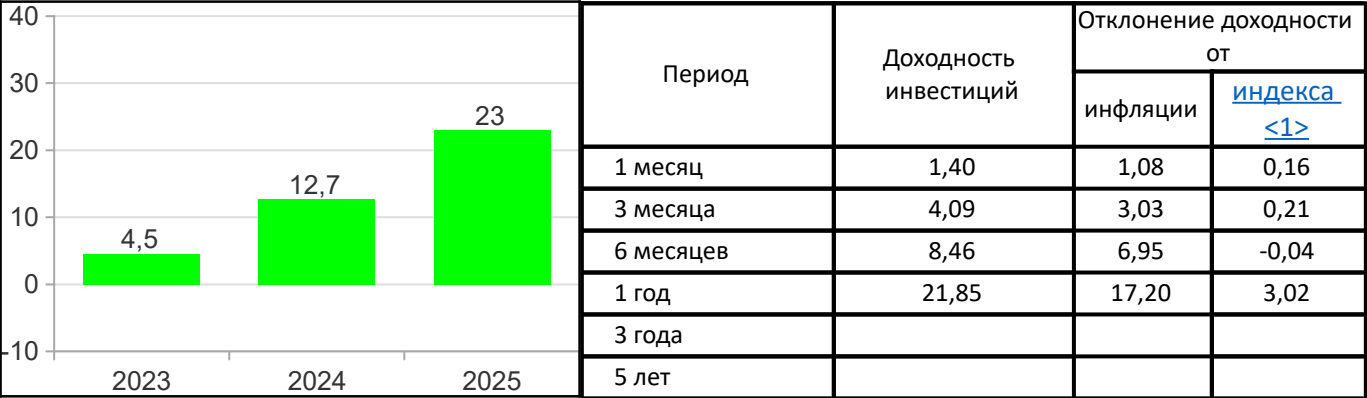 40
30
20
10
0
-10
4,5
12,7
23
2023 2024 2025
Период
Доходность
инвестиций
Отклонение доходности
от
инфляции
индекса
<1>
1 месяц 1,40 1,08 0,16
3 месяца 4,09 3,03 0,21
6 месяцев 8,46 6,95 -0,04
1 год 21,85 17,20 3,02
3 года
5 лет